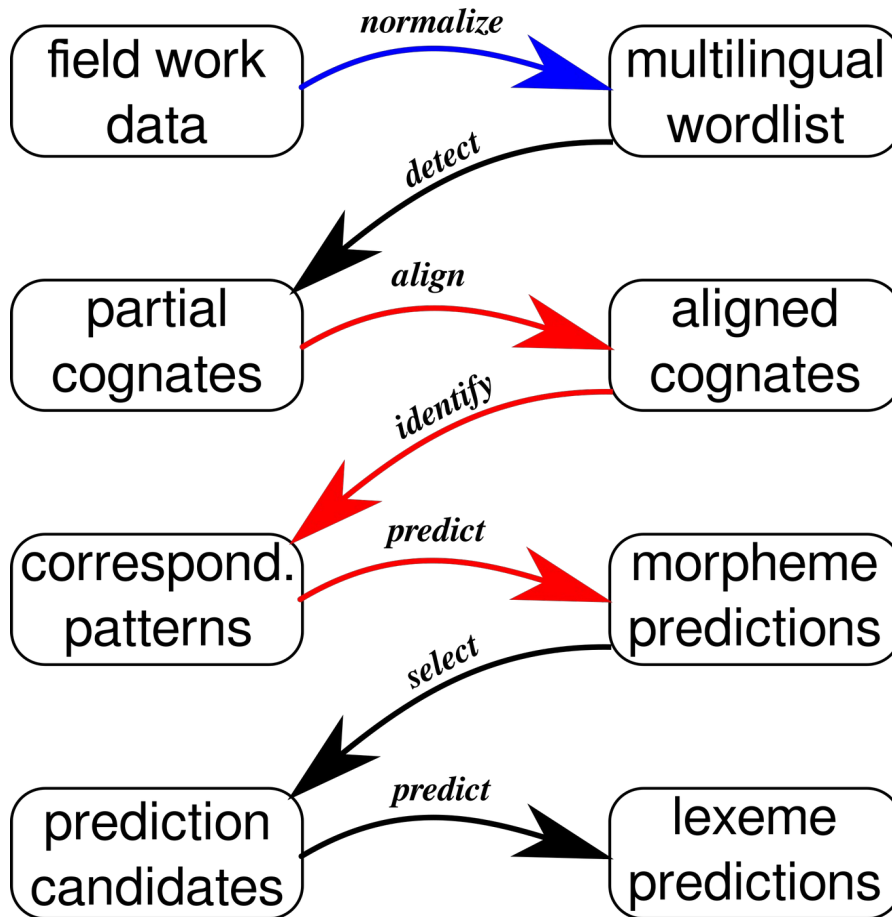 normalize
field work
data
multilingual
wordlist
detect
align
partial
cognates
aligned
cognates
identify
predict
correspond.
patterns
morpheme
predictions
select
predict
prediction
candidates
lexeme
predictions